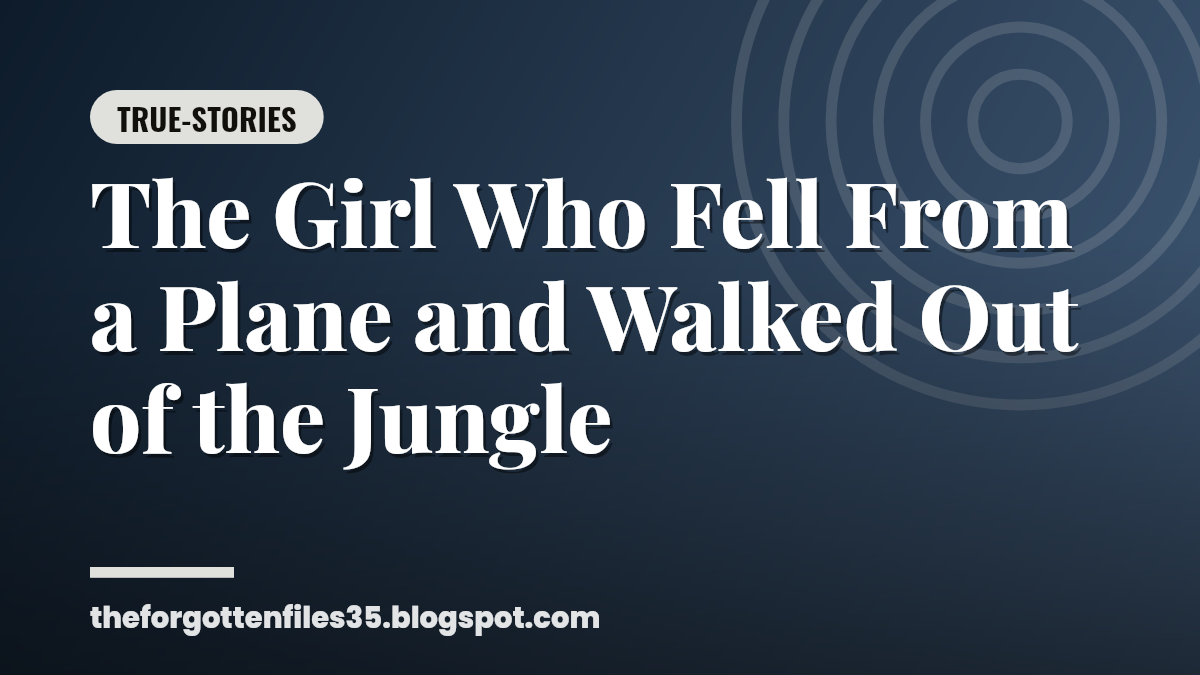 TRUE-STORIES
The Girl Who Fell From
a Plane and Walked Out
of the Jungle
theforgottenfiles35.blogspot.com